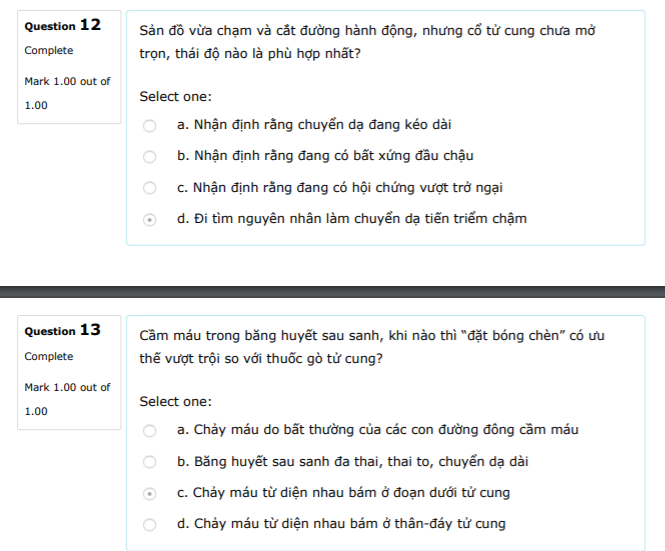 Question 12
Complete
Mark 1.00 out of
1.00
Sản đồ vừa chạm và cắt đường hành động, nhưng cổ tử cung chưa mở
trọn, thái độ nào là phù hợp nhất?
Select one:
a. Nhận định rằng chuyển dạ đang kéo dài
b. Nhận định rằng đang có bất xứng đầu chậu
c. Nhận định rằng đang có hội chứng vượt trở ngại
d. Đi tìm nguyên nhân làm chuyển dạ tiến triểm chậm
Question 13
Complete
Mark 1.00 out of
1.00
Cầm máu trong băng huyết sau sanh, khi nào thì “đặt bóng chèn” có ưu
thế vượt trội so với thuốc gò tử cung?
Select one:
a. Chảy máu do bất thường của các con đường đông cầm máu
b. Băng huyết sau sanh đa thai, thai to, chuyển dạ dài
c. Chảy máu từ diện nhau bám ở đoạn dưới tử cung
d. Chảy máu từ diện nhau bám ở thân-đáy tử cung